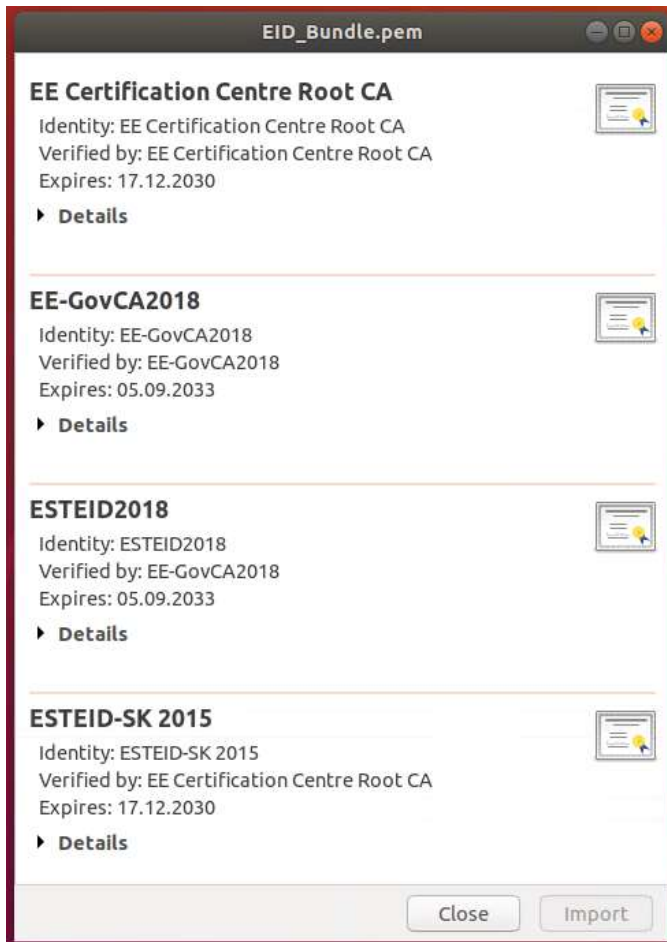 EID_Bundle.pem
EE Certification Centre Root CA
Identity: EE Certification Centre Root CA
Verified by: EE Certification Centre Root CA
Expires: 17.12.2030
Details
EE-GovCA2018
Identity: EE-GovCA2018
Verified by: EE-GovCA2018
Expires: 05.09.2033
Details
ESTEID2018
Identity: ESTEID2018
Verified by: EE-GovCA2018
Expires: 05.09.2033
Details
ESTEID-SK 2015
Identity: ESTEID-SK 2015
Verified by: EE Certification Centre Root CA
Expires: 17.12.2030
Details
Close Import